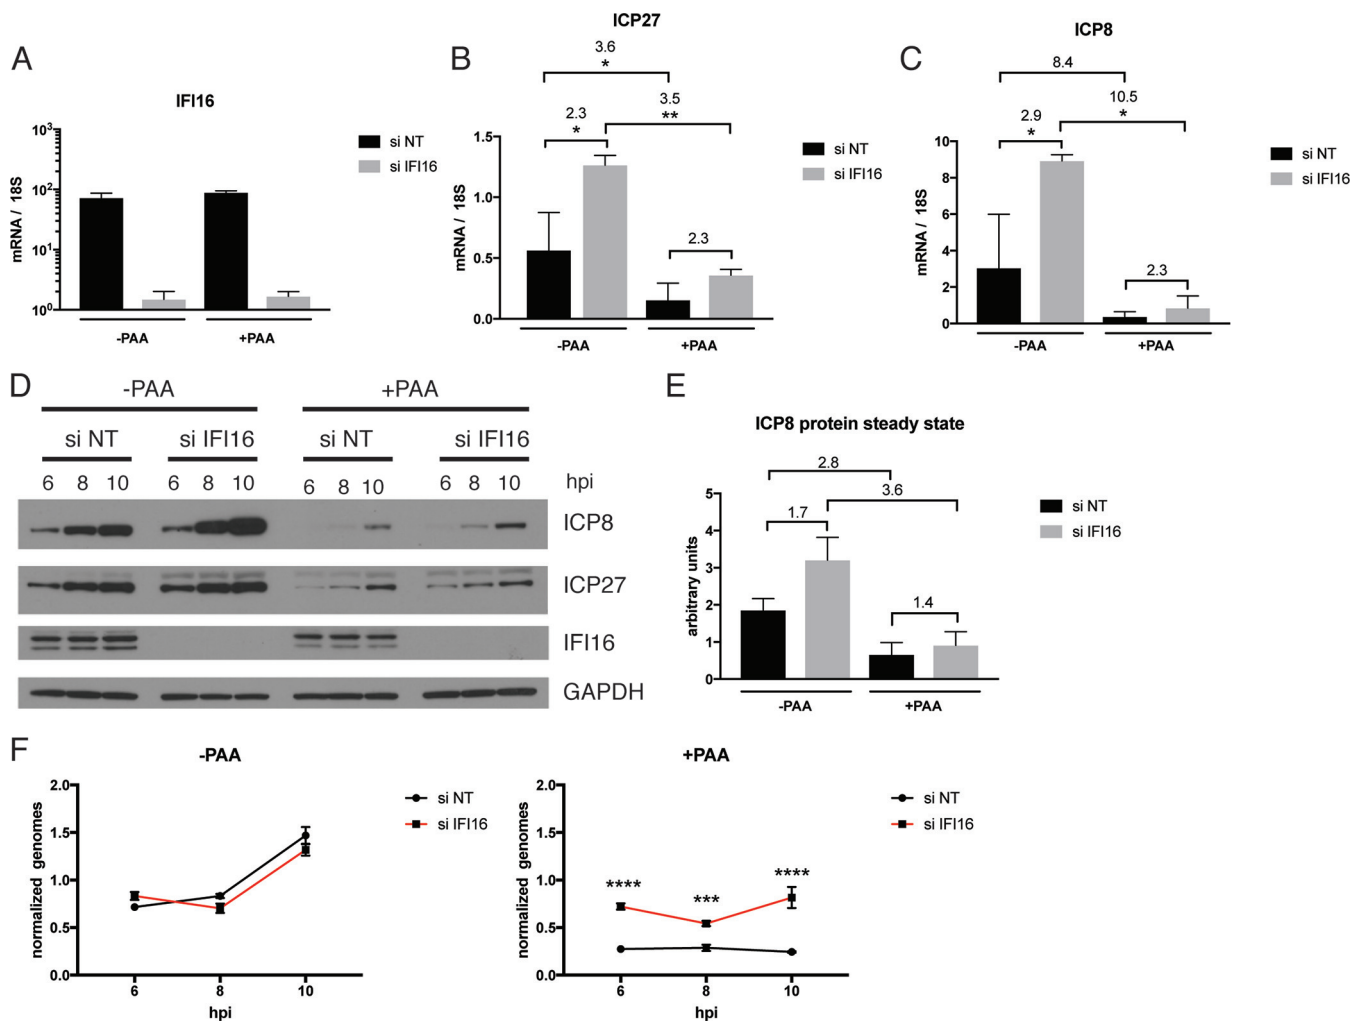 A
IFI16
mRNA / 18S
10³
10²
10¹
10⁰
-PAA
+PAA
si NT
si IFI16
B
ICP27
3.6
*
3.5
**
2.3
*
2.3
mRNA / 18S
1.5
1.0
0.5
0.0
-PAA
+PAA
si NT
si IFI16
C
ICP8
8.4
10.5
*
2.9
*
2.3
mRNA / 18S
10
8
6
4
2
0
-PAA
+PAA
si NT
si IFI16
D
-PAA
+PAA
si NT
si IFI16
si NT
si IFI16
6 8 10 6 8 10 6 8 10 6 8 10 hpi
ICP8
ICP27
IFI16
GAPDH
E
ICP8 protein steady state
2.8
3.6
1.7
1.4
arbitrary units
5
4
3
2
1
0
-PAA
+PAA
si NT
si IFI16
F
-PAA
normalized genomes
2.0
1.5
1.0
0.5
0.0
6 8 10
hpi
si NT
si IFI16
+PAA
normalized genomes
2.0
1.5
1.0
0.5
0.0
**** *** ****
6 8 10
hpi
si NT
si IFI16